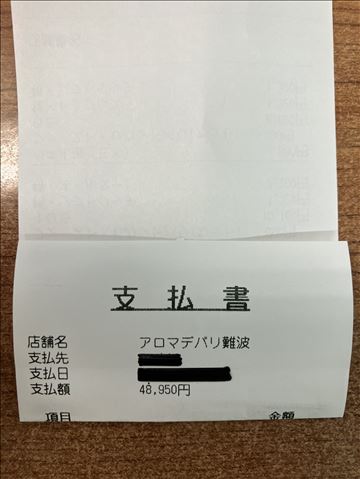 支払書
店舗名 アロマデバリ難波
支払先
支払日
支払額 48,950円
項目 金額